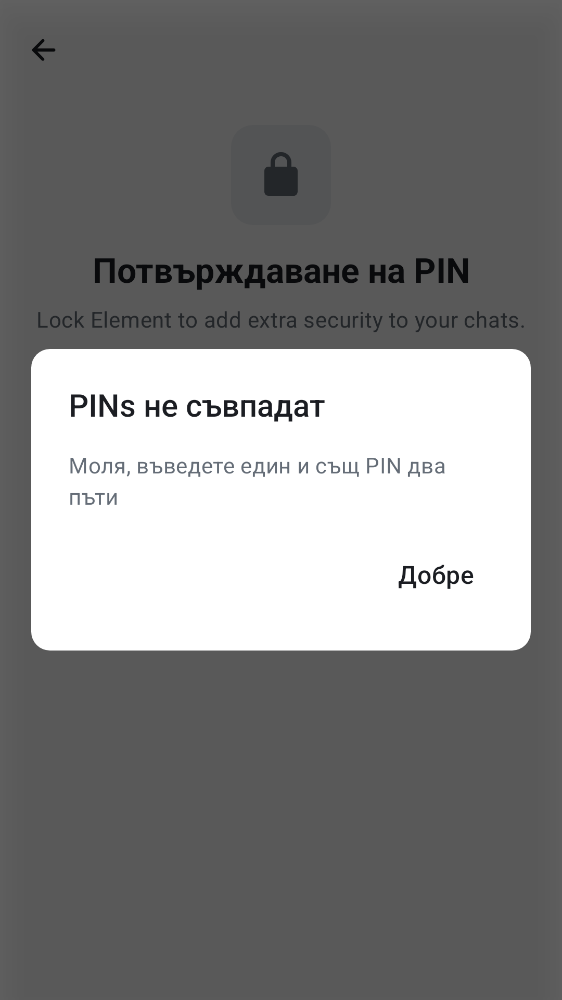 Потвърждаване на PIN
Lock Element to add extra security to your chats.
PINs не съвпадат
Моля, въведете един и същ PIN два
пъти
Добре